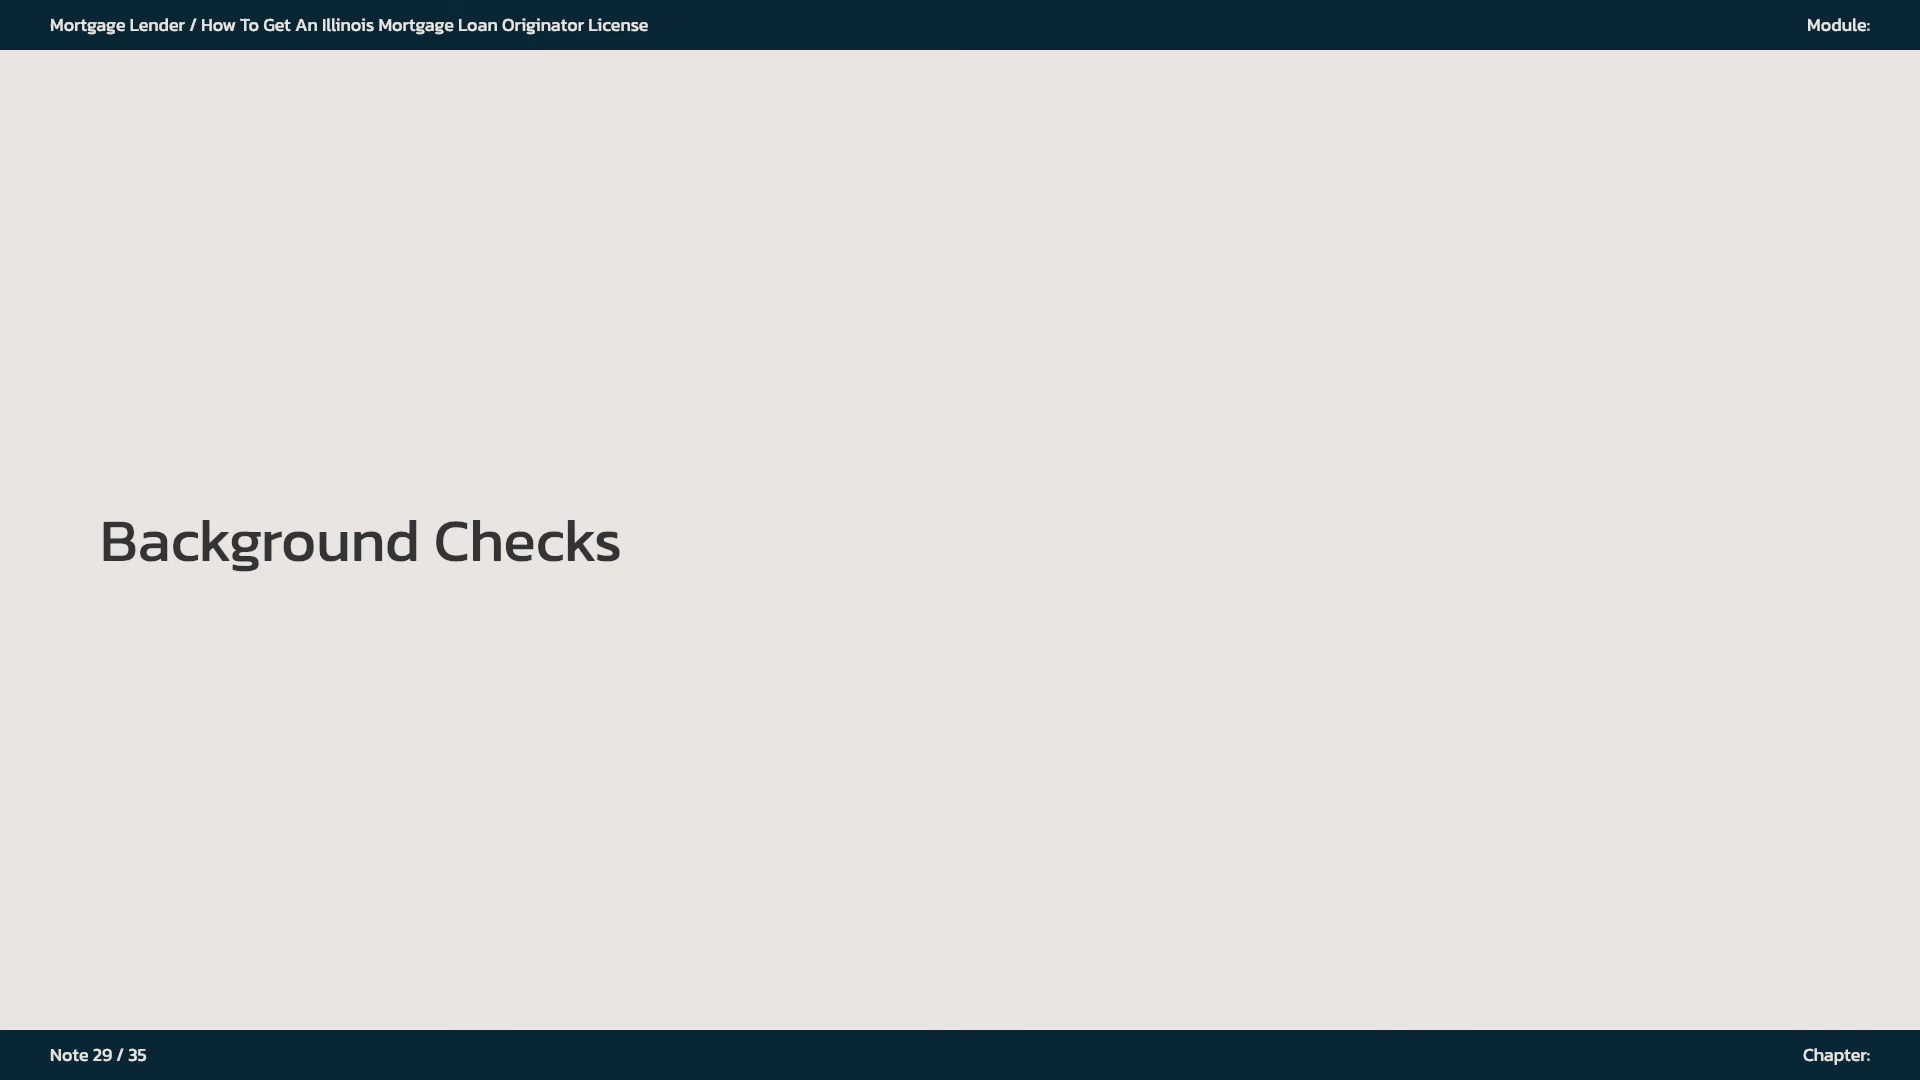 Mortgage Lender / How To Get An Illinois Mortgage Loan Originator License
Module:
Background Checks
Note 29 / 35
Chapter: